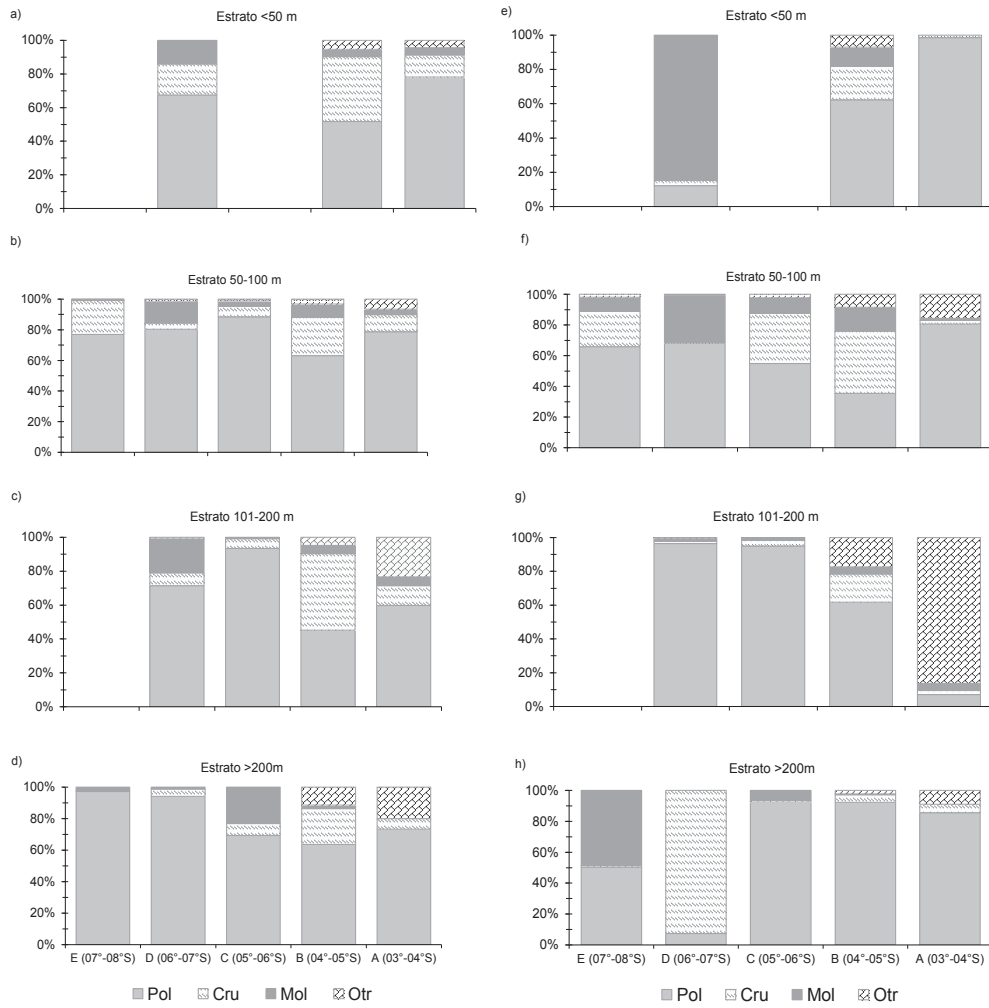 a)
Estrato <50 m
100%
80%
60%
40%
20%
0%
b)
Estrato 50-100 m
100%
80%
60%
40%
20%
0%
c)
Estrato 101-200 m
100%
80%
60%
40%
20%
0%
d)
Estrato >200m
100%
80%
60%
40%
20%
0%
E (07°-08°S) D (06°-07°S) C (05°-06°S) B (04°-05°S) A (03°-04°S)
Pol Cru Mol Otr
e)
Estrato <50 m
100%
80%
60%
40%
20%
0%
f)
Estrato 50-100 m
100%
80%
60%
40%
20%
0%
g)
Estrato 101-200 m
100%
80%
60%
40%
20%
0%
h)
Estrato >200m
100%
80%
60%
40%
20%
0%
E (07°-08°S) D (06°-07°S) C (05°-06°S) B (04°-05°S) A (03°-04°S)
Pol Cru Mol Otr